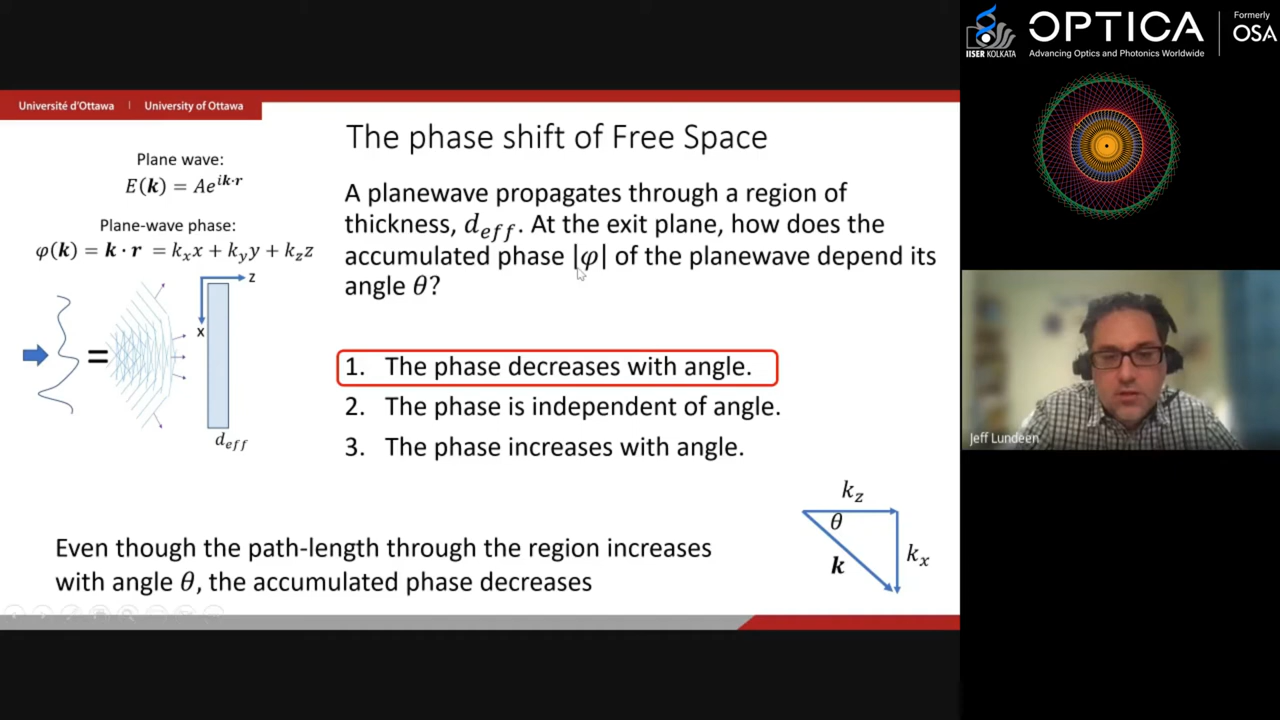 Université d'Ottawa | University of Ottawa
Plane wave:
E(k) = Ae^{ik·r}
Plane-wave phase:
φ(k) = k · r = kₓx + k_y y + k_z z
z
x
=
d_eff
The phase shift of Free Space
A planewave propagates through a region of
thickness, d_eff. At the exit plane, how does the
accumulated phase |φ| of the planewave depend its
angle θ?
1. The phase decreases with angle.
2. The phase is independent of angle.
3. The phase increases with angle.
Even though the path-length through the region increases
with angle θ, the accumulated phase decreases
k_z
θ
k
kₓ
IISER KOLKATA
OPTICA
Advancing Optics and Photonics Worldwide
Formerly
OSA
Jeff Lundeen